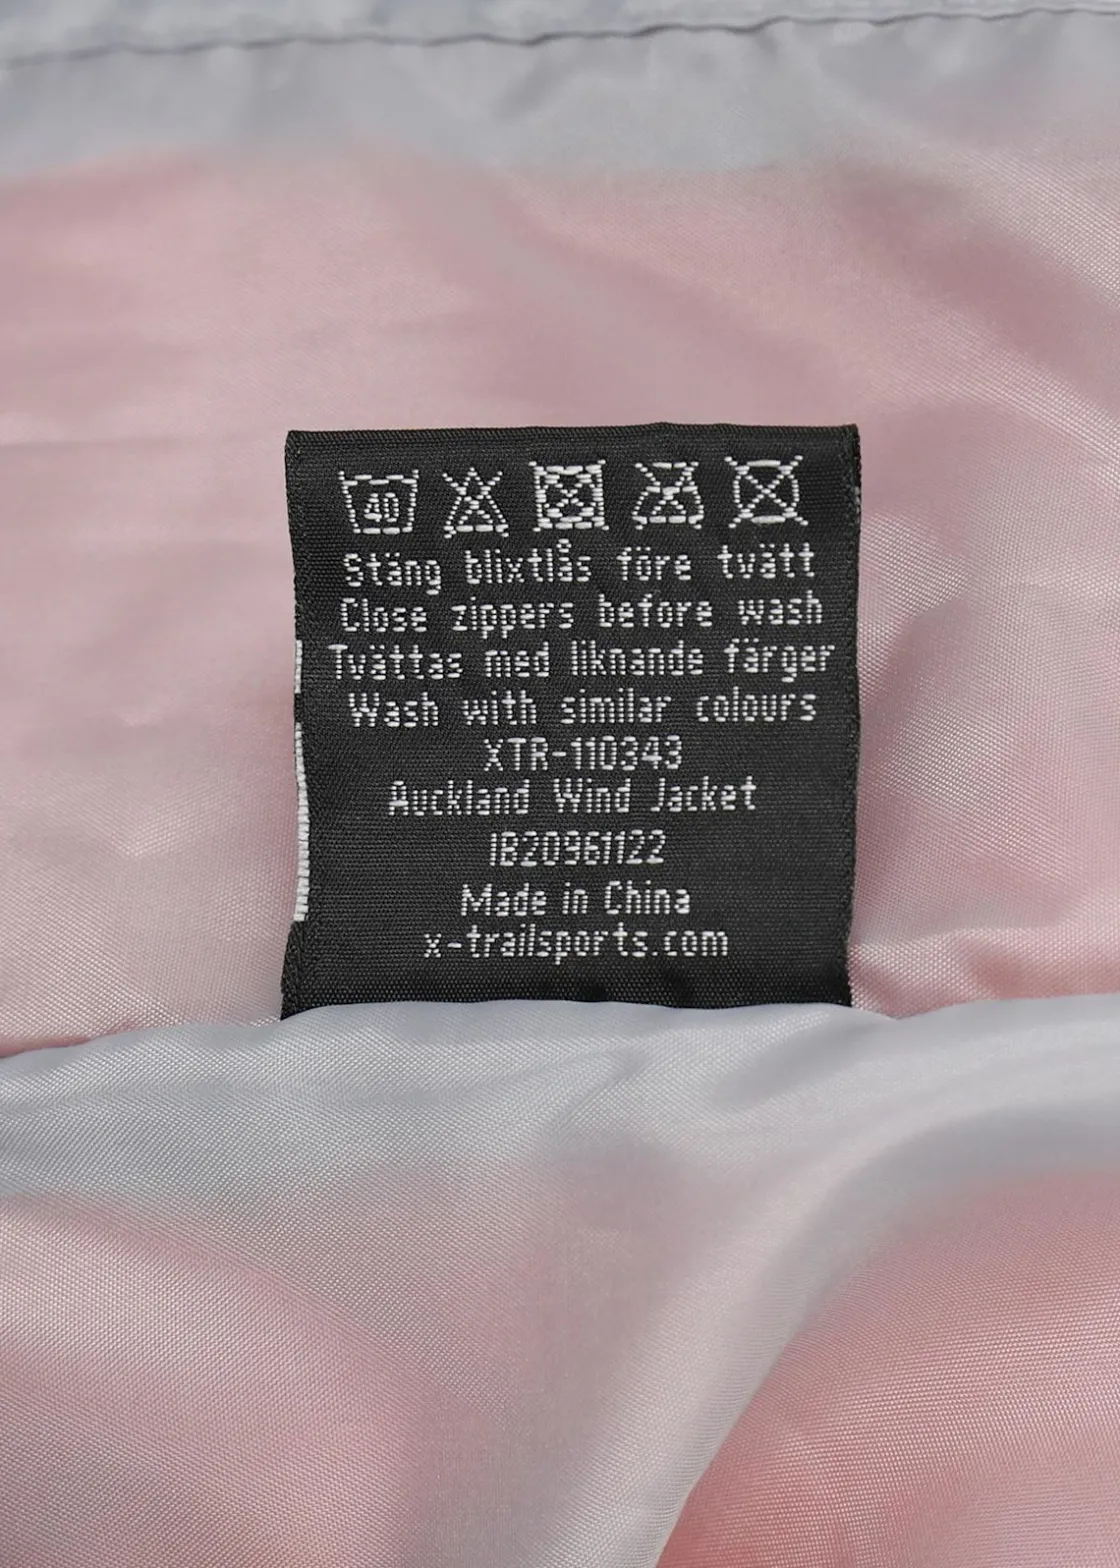 40
Stäng blixtlås före tvätt
Close zippers before wash
Tvättas med liknande färger
Wash with similar colours
XTR-110343
Auckland Wind Jacket
IB20961122
Made in China
x-trailsports.com